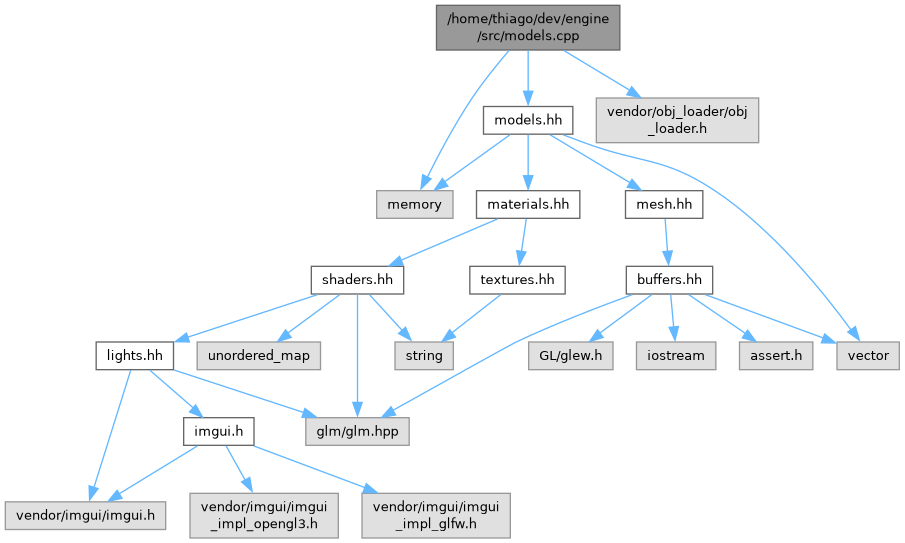 /home/thiago/dev/engine
/src/models.cpp
models.hh
vendor/obj_loader/obj
_loader.h
memory
materials.hh
mesh.hh
shaders.hh
textures.hh
buffers.hh
lights.hh
unordered_map
string
GL/glew.h
iostream
assert.h
vector
imgui.h
glm/glm.hpp
vendor/imgui/imgui.h
vendor/imgui/imgui
_impl_opengl3.h
vendor/imgui/imgui
_impl_glfw.h